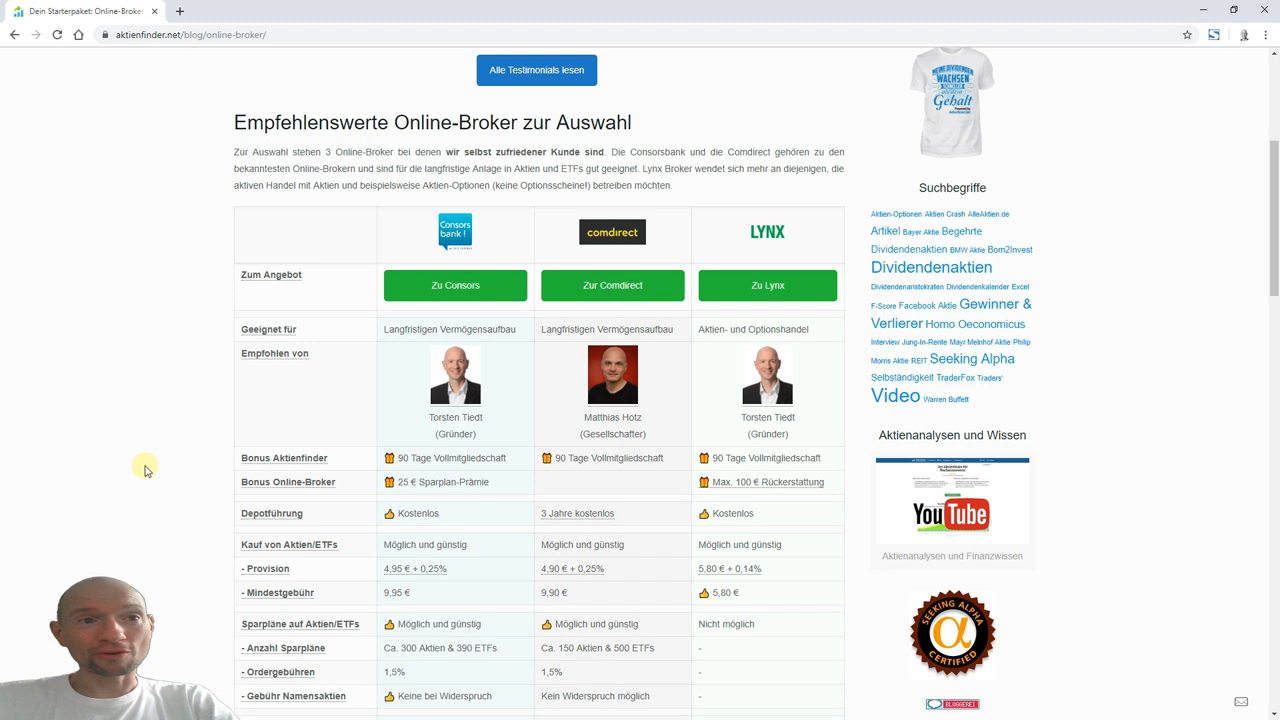 Dein Starterpaket: Online-Broker
aktienfinder.net/blog/online-broker/
Alle Testimonials lesen
Empfehlenswerte Online-Broker zur Auswahl
Zur Auswahl stehen 3 Online-Broker bei denen wir selbst zufriedener Kunde sind. Die Consorsbank und die Comdirect gehören zu den
bekanntesten Online-Brokern und sind für die langfristige Anlage in Aktien und ETFs gut geeignet. Lynx Broker wendet sich mehr an diejenigen, die
aktiven Handel mit Aktien und beispielsweise Aktien-Optionen (keine Optionsscheine!) betreiben möchten.
Consors bank ! comdirect LYNX
Zum Angebot Zu Consors Zur Comdirect Zu Lynx
Geeignet für Langfristigen Vermögensaufbau Langfristigen Vermögensaufbau Aktien- und Optionshandel
Empfohlen von
Torsten Tiedt Matthias Hotz Torsten Tiedt
(Gründer) (Gesellschafter) (Gründer)
Bonus Aktienfinder 90 Tage Vollmitgliedschaft 90 Tage Vollmitgliedschaft 90 Tage Vollmitgliedschaft
Bonus Online-Broker 25 € Sparplan-Prämie Max. 100 € Rückerstattung
Depotführung Kostenlos 3 Jahre kostenlos Kostenlos
Kauf von Aktien/ETFs Möglich und günstig Möglich und günstig Möglich und günstig
- Provision 4,95 € + 0,25% 4,90 € + 0,25% 5,80 € + 0,14%
- Mindestgebühr 9,95 € 9,90 € 5,80 €
Sparpläne auf Aktien/ETFs Möglich und günstig Möglich und günstig Nicht möglich
- Anzahl Sparpläne Ca. 300 Aktien & 390 ETFs Ca. 150 Aktien & 500 ETFs -
- Ordergebühren 1,5% 1,5% -
- Gebühr Namensaktien Keine bei Widerspruch Kein Widerspruch möglich -
MEINE DIVIDENDEN
WACHSEN
Gehalt
Suchbegriffe
Aktien-Optionen Aktien Crash AlleAktien.de
Artikel Bayer Aktie Begehrte
Dividendenaktien BMW Aktie Born2Invest
Dividendenaktien
Dividendenaristokraten Dividendenkalender Excel
F-Score Facebook Aktie Gewinner &
Verlierer Homo Oeconomicus
Interview Jung-In-Rente Mayr Melnhof Aktie Philip
Morris Aktie REIT Seeking Alpha
Selbständigkeit TraderFox Traders'
Video Warren Buffett
Aktienanalysen und Wissen
YouTube
Aktienanalysen und Finanzwissen
SEEKING ALPHA
α
CERTIFIED
BLOGGEREI